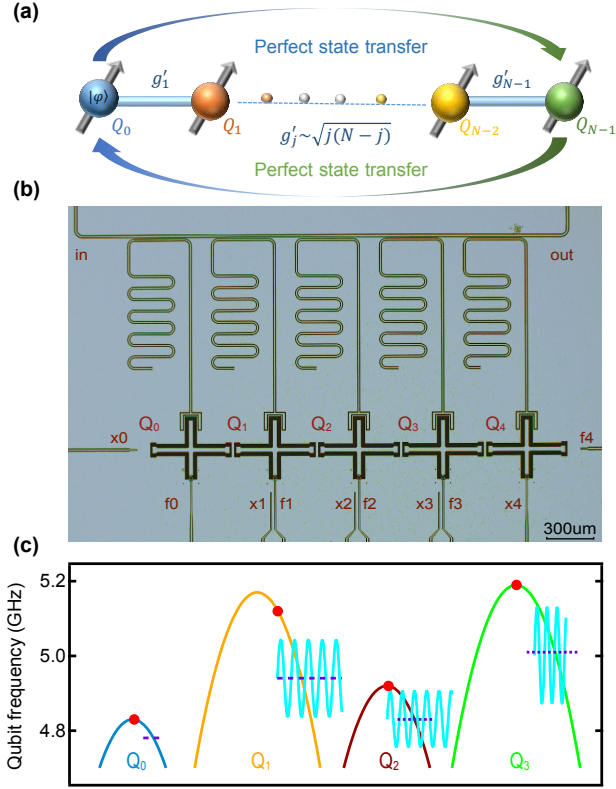 (a)
Perfect state transfer
g′₁ g′_{N−1}
|φ⟩
Q₀ Q₁ Q_{N−2} Q_{N−1}
g′ⱼ~√j(N − j)
Perfect state transfer
(b)
in out
Q₀ Q₁ Q₂ Q₃ Q₄
x0 f4
f0 x1 f1 x2 f2 x3 f3 x4
300um
(c)
Qubit frequency (GHz)
5.2
5.0
4.8
Q₀ Q₁ Q₂ Q₃